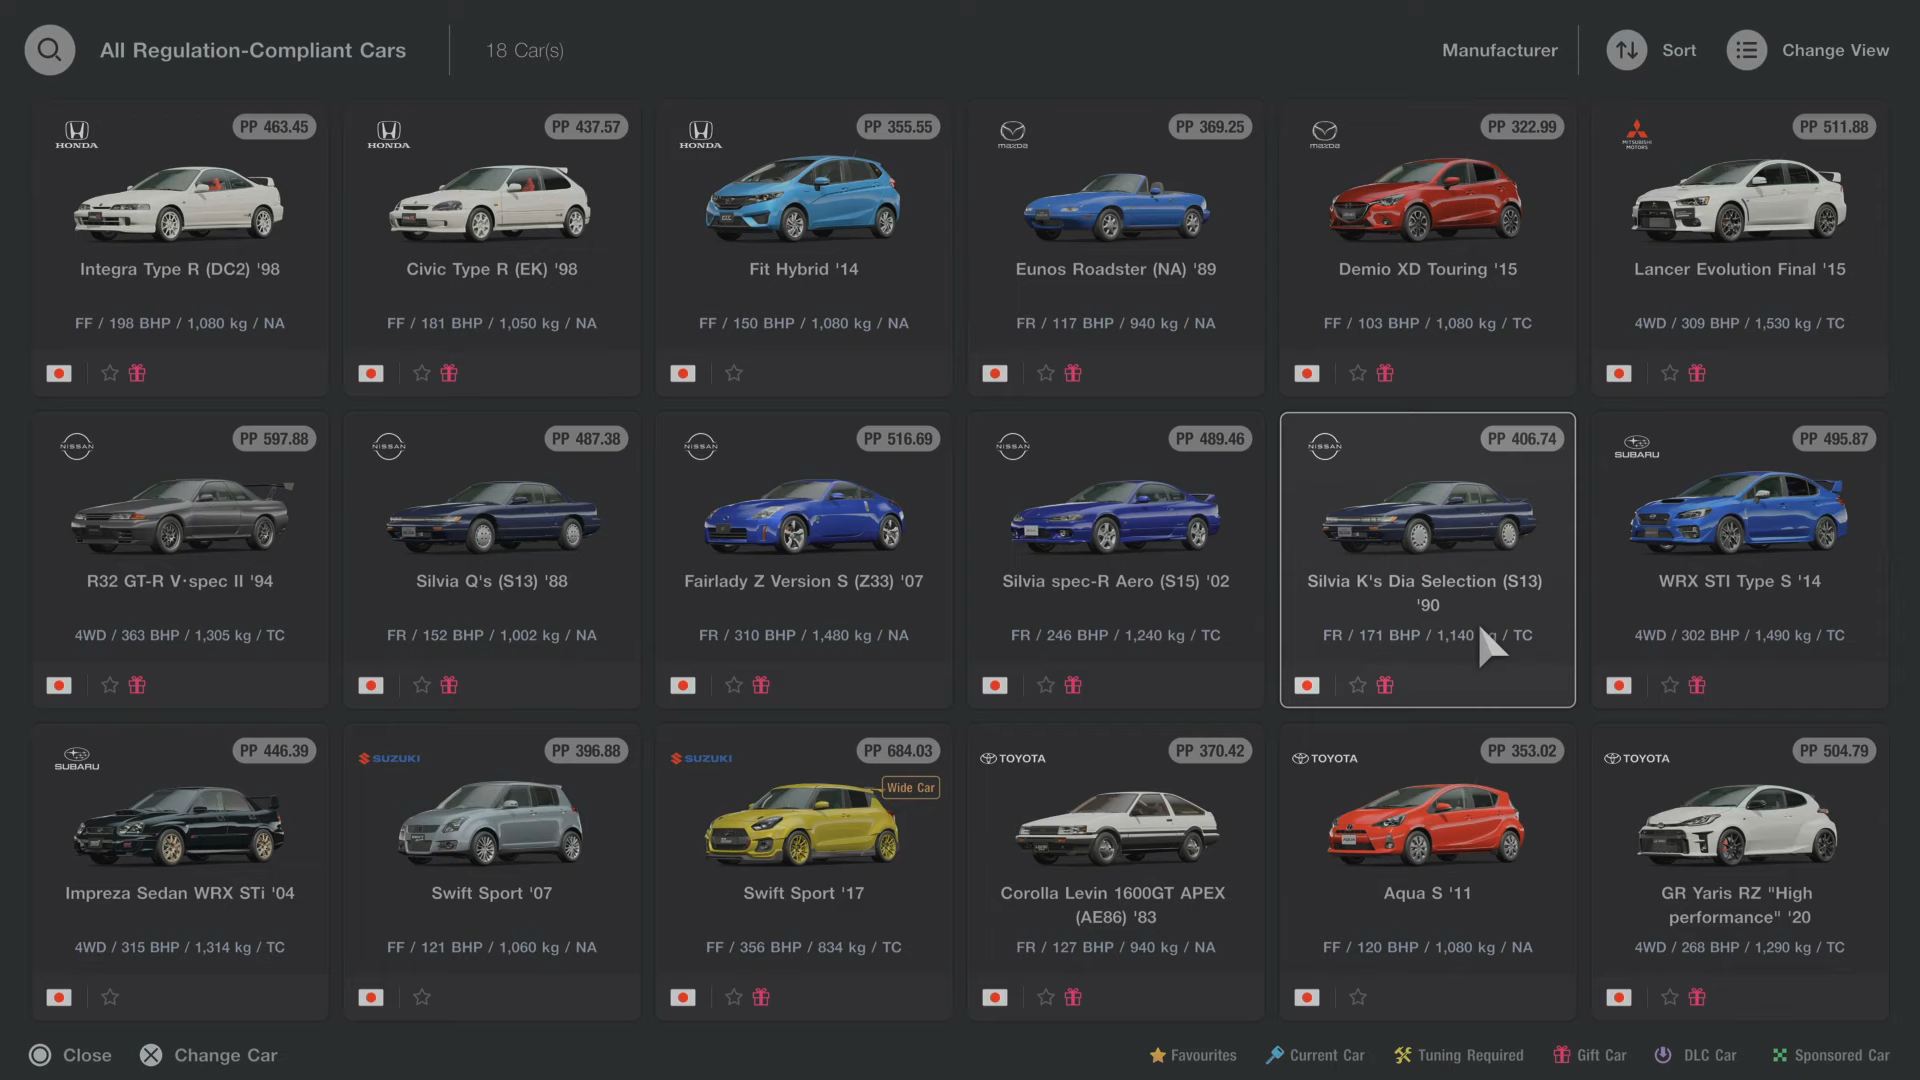 All Regulation-Compliant Cars
18 Car(s)
Manufacturer
Sort
Change View
HONDA
PP 463.45
Integra Type R (DC2) '98
FF / 198 BHP / 1,080 kg / NA
HONDA
PP 437.57
Civic Type R (EK) '98
FF / 181 BHP / 1,050 kg / NA
HONDA
PP 355.55
Fit Hybrid '14
FF / 150 BHP / 1,080 kg / NA
mazda
PP 369.25
Eunos Roadster (NA) '89
FR / 117 BHP / 940 kg / NA
mazda
PP 322.99
Demio XD Touring '15
FF / 103 BHP / 1,080 kg / TC
MITSUBISHI
MOTORS
PP 511.88
Lancer Evolution Final '15
4WD / 309 BHP / 1,530 kg / TC
NISSAN
PP 597.88
R32 GT-R V·spec II '94
4WD / 363 BHP / 1,305 kg / TC
NISSAN
PP 487.38
Silvia Q's (S13) '88
FR / 152 BHP / 1,002 kg / NA
NISSAN
PP 516.69
Fairlady Z Version S (Z33) '07
FR / 310 BHP / 1,480 kg / NA
NISSAN
PP 489.46
Silvia spec-R Aero (S15) '02
FR / 246 BHP / 1,240 kg / TC
NISSAN
PP 406.74
Silvia K's Dia Selection (S13)
'90
FR / 171 BHP / 1,140 kg / TC
SUBARU
PP 495.87
WRX STI Type S '14
4WD / 302 BHP / 1,490 kg / TC
SUBARU
PP 446.39
Impreza Sedan WRX STi '04
4WD / 315 BHP / 1,314 kg / TC
SUZUKI
PP 396.88
Swift Sport '07
FF / 121 BHP / 1,060 kg / NA
SUZUKI
PP 684.03
Wide Car
Swift Sport '17
FF / 356 BHP / 834 kg / TC
TOYOTA
PP 370.42
Corolla Levin 1600GT APEX
(AE86) '83
FR / 127 BHP / 940 kg / NA
TOYOTA
PP 353.02
Aqua S '11
FF / 120 BHP / 1,080 kg / NA
TOYOTA
PP 504.79
GR Yaris RZ "High
performance" '20
4WD / 268 BHP / 1,290 kg / TC
Close
Change Car
Favourites
Current Car
Tuning Required
Gift Car
DLC Car
Sponsored Car